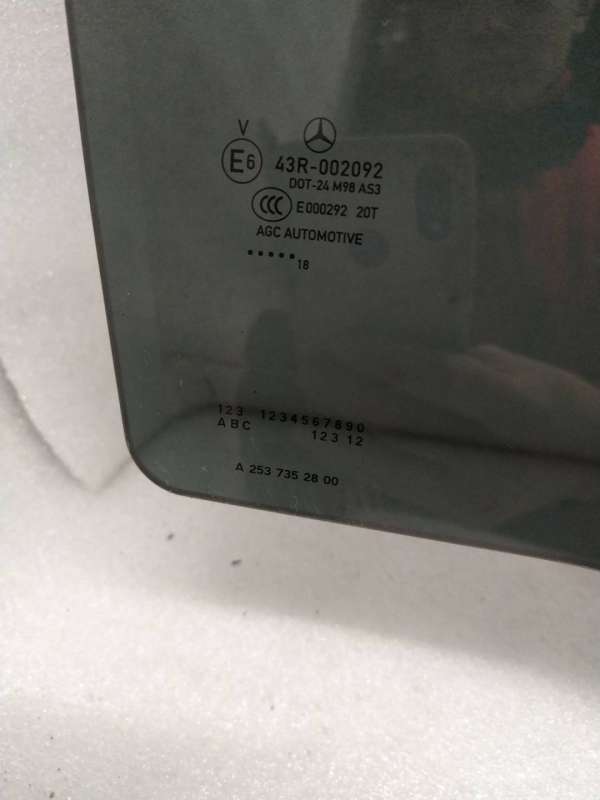 V
E6 43R-002092
DOT-24 M98 AS3
CCC E000292 20T
AGC AUTOMOTIVE
.....18
123 1234567890
ABC 123 12
A 253 735 28 00